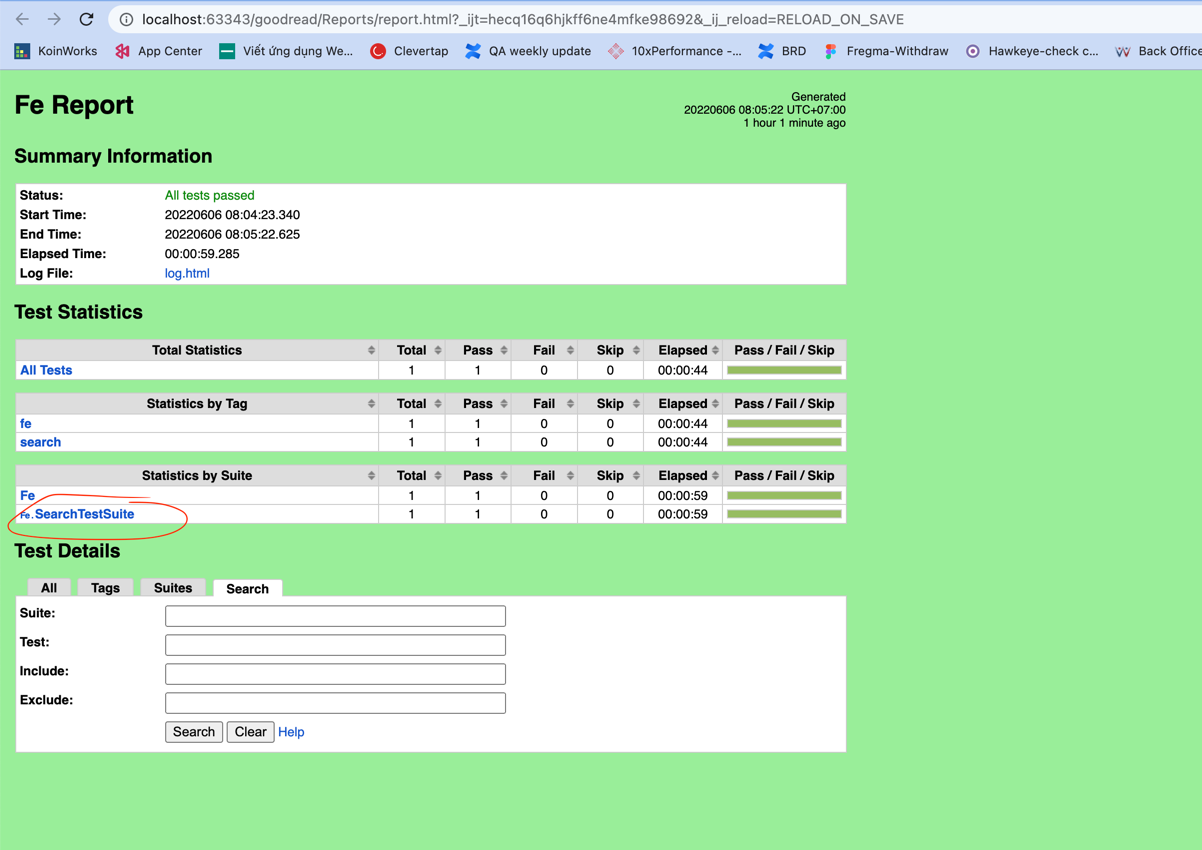 localhost:63343/goodread/Reports/report.html?_ijt=hecq16q6hjkff6ne4mfke98692&_ij_reload=RELOAD_ON_SAVE
KoinWorks App Center Viết ứng dụng We... Clevertap QA weekly update 10xPerformance -... BRD Fregma-Withdraw Hawkeye-check c... Back Office
Fe Report
Generated
20220606 08:05:22 UTC+07:00
1 hour 1 minute ago
Summary Information
Status: All tests passed
Start Time: 20220606 08:04:23.340
End Time: 20220606 08:05:22.625
Elapsed Time: 00:00:59.285
Log File: log.html
Test Statistics
Total Statistics Total Pass Fail Skip Elapsed Pass / Fail / Skip
All Tests 1 1 0 0 00:00:44
Statistics by Tag Total Pass Fail Skip Elapsed Pass / Fail / Skip
fe 1 1 0 0 00:00:44
search 1 1 0 0 00:00:44
Statistics by Suite Total Pass Fail Skip Elapsed Pass / Fail / Skip
Fe 1 1 0 0 00:00:59
Fe.SearchTestSuite 1 1 0 0 00:00:59
Test Details
All Tags Suites Search
Suite:
Test:
Include:
Exclude:
Search Clear Help